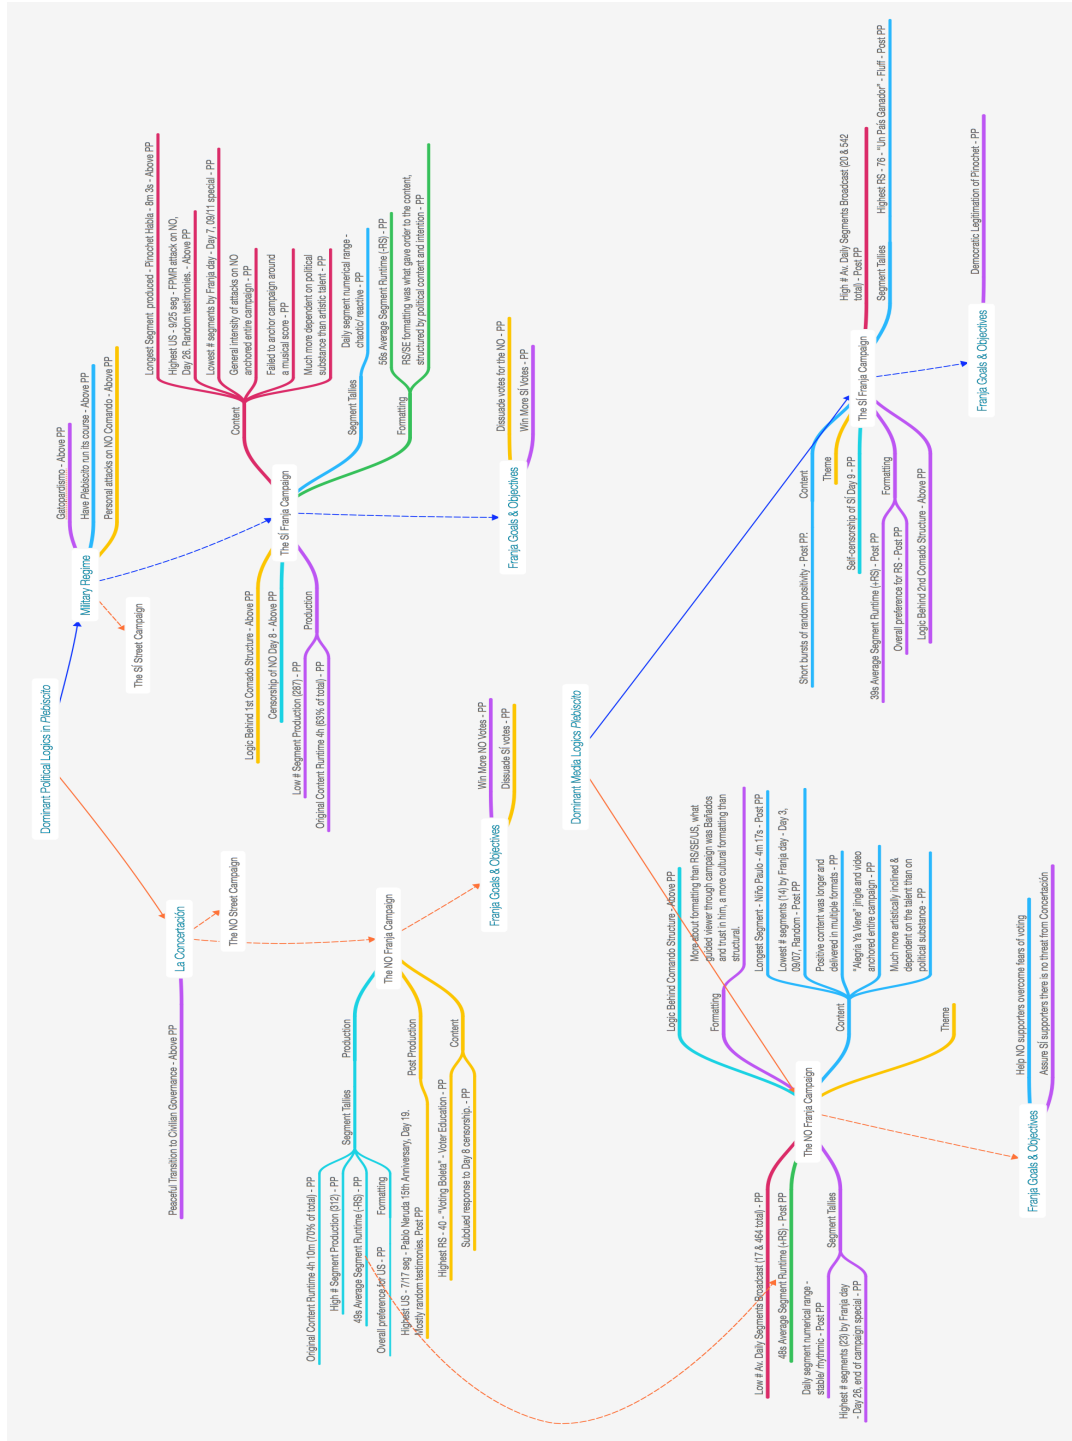 Dominant Political Logics in Plebiscito
Military Regime
Gatopardismo - Above PP
Have Plebiscito run its course - Above PP
Personal attacks on NO Comando - Above PP
The SÍ Street Campaign
The SÍ Franja Campaign
Content
Longest Segment produced - Pinochet Habla - 8m 3s - Above PP
Highest US - 9/25 seg - FPMR attack on NO,
Day 26. Random testimonies. - Above PP
Lowest # segments by Franja day - Day 7, 09/11 special - PP
General intensity of attacks on NO
anchored entire campaign - PP
Failed to anchor campaign around
a musical score - PP
Much more dependent on political
substance than artistic talent - PP
Segment Tallies
Daily segment numerical range -
chaotic/ reactive - PP
Formatting
56s Average Segment Runtime (-RS) - PP
RS/SE formatting was what gave order to the content,
structured by political content and intention - PP
Logic Behind 1st Comado Structure - Above PP
Censorship of NO Day 8 - Above PP
Production
Low # Segment Production (287) - PP
Original Content Runtime 4h (63% of total) - PP
Franja Goals & Objectives
Dissuade votes for the NO - PP
Win More SÍ Votes - PP
La Concertación
Peaceful Transition to Civilian Governance - Above PP
The NO Street Campaign
The NO Franja Campaign
Production
Segment Tallies
Original Content Runtime 4h 10m (70% of total) - PP
High # Segment Production (312) - PP
49s Average Segment Runtime (-RS) - PP
Formatting
Overall preference for US - PP
Post Production
Highest US - 7/17 seg - Pablo Neruda 15th Anniversary, Day 19.
Mostly random testimonies. Post PP
Content
Highest RS - 40 - "Voting Boleta" - Voter Education - PP
Subdued response to Day 8 censorship. - PP
Franja Goals & Objectives
Win More NO Votes - PP
Dissuade SÍ votes - PP
Dominant Media Logics Plebiscito
The SÍ Franja Campaign
High # Av. Daily Segments Broadcast (20 & 542
total) - Post PP
Segment Tallies
Highest RS - 76 - "Un País Ganador" - Fluff - Post PP
Content
Short bursts of random positivity - Post PP.
Theme
Self-censorship of SÍ Day 9 - PP
Formatting
39s Average Segment Runtime (+RS) - Post PP
Overall preference for RS - Post PP
Logic Behind 2nd Comado Structure - Above PP
Franja Goals & Objectives
Democratic Legitimation of Pinochet - PP
The NO Franja Campaign
Logic Behind Comando Structure - Above PP
Formatting
More about formatting than RS/SE/US, what
guided viewer through campaign was Bañados
and trust in him, a more cultural formatting than
structural.
Content
Longest Segment - Niño Paulo - 4m 17s - Post PP
Lowest # segments (14) by Franja day - Day 3,
09/07, Random - Post PP
Positive content was longer and
delivered in multiple formats - PP
"Alegría Ya Viene" jingle and video
anchored entire campaign - PP
Much more artistically inclined &
dependent on the talent than on
political substance - PP
Theme
Low # Av. Daily Segments Broadcast (17 & 464 total) - PP
48s Average Segment Runtime (+RS) - Post PP
Segment Tallies
Daily segment numerical range -
stable/ rhythmic - Post PP
Highest # segments (23) by Franja day
- Day 26, end of campaign special - PP
Franja Goals & Objectives
Help NO supporters overcome fears of voting
Assure SÍ supporters there is no threat from Concertación